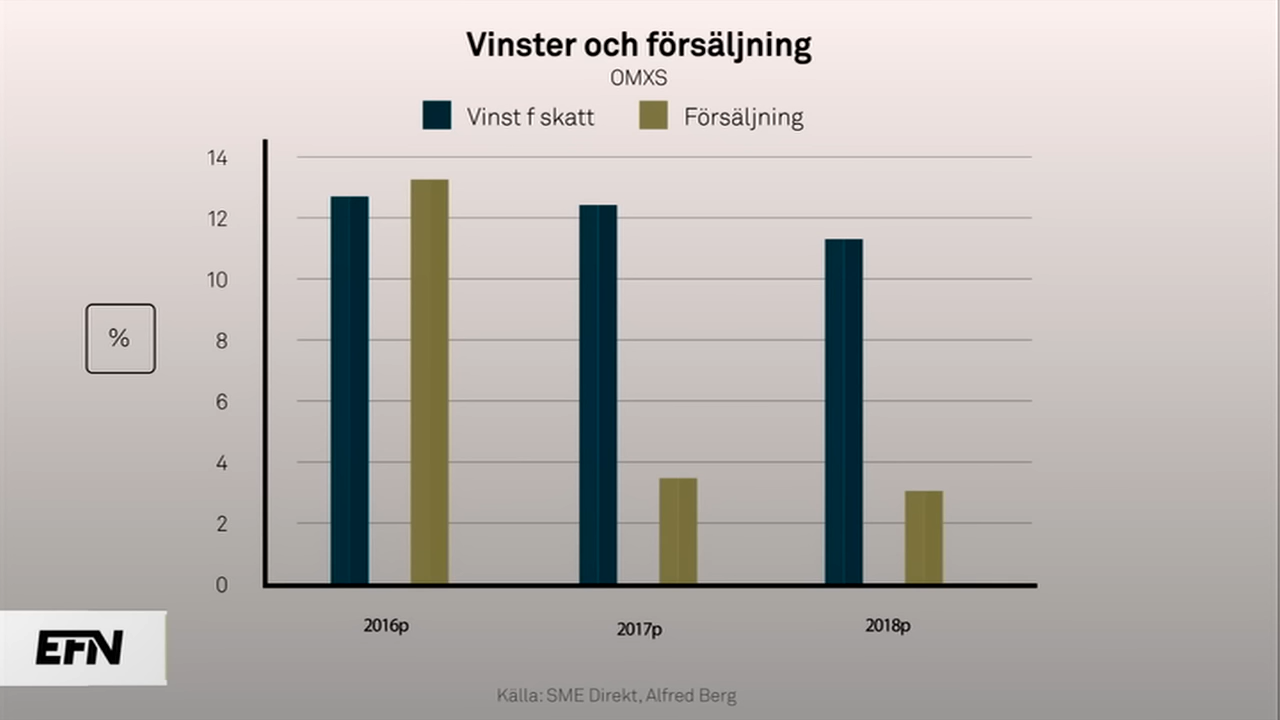 Vinster och försäljning
OMXS
Vinst f skatt Försäljning
14
12
10
8
6
4
2
0
%
2016p 2017p 2018p
EFN
Källa: SME Direkt, Alfred Berg